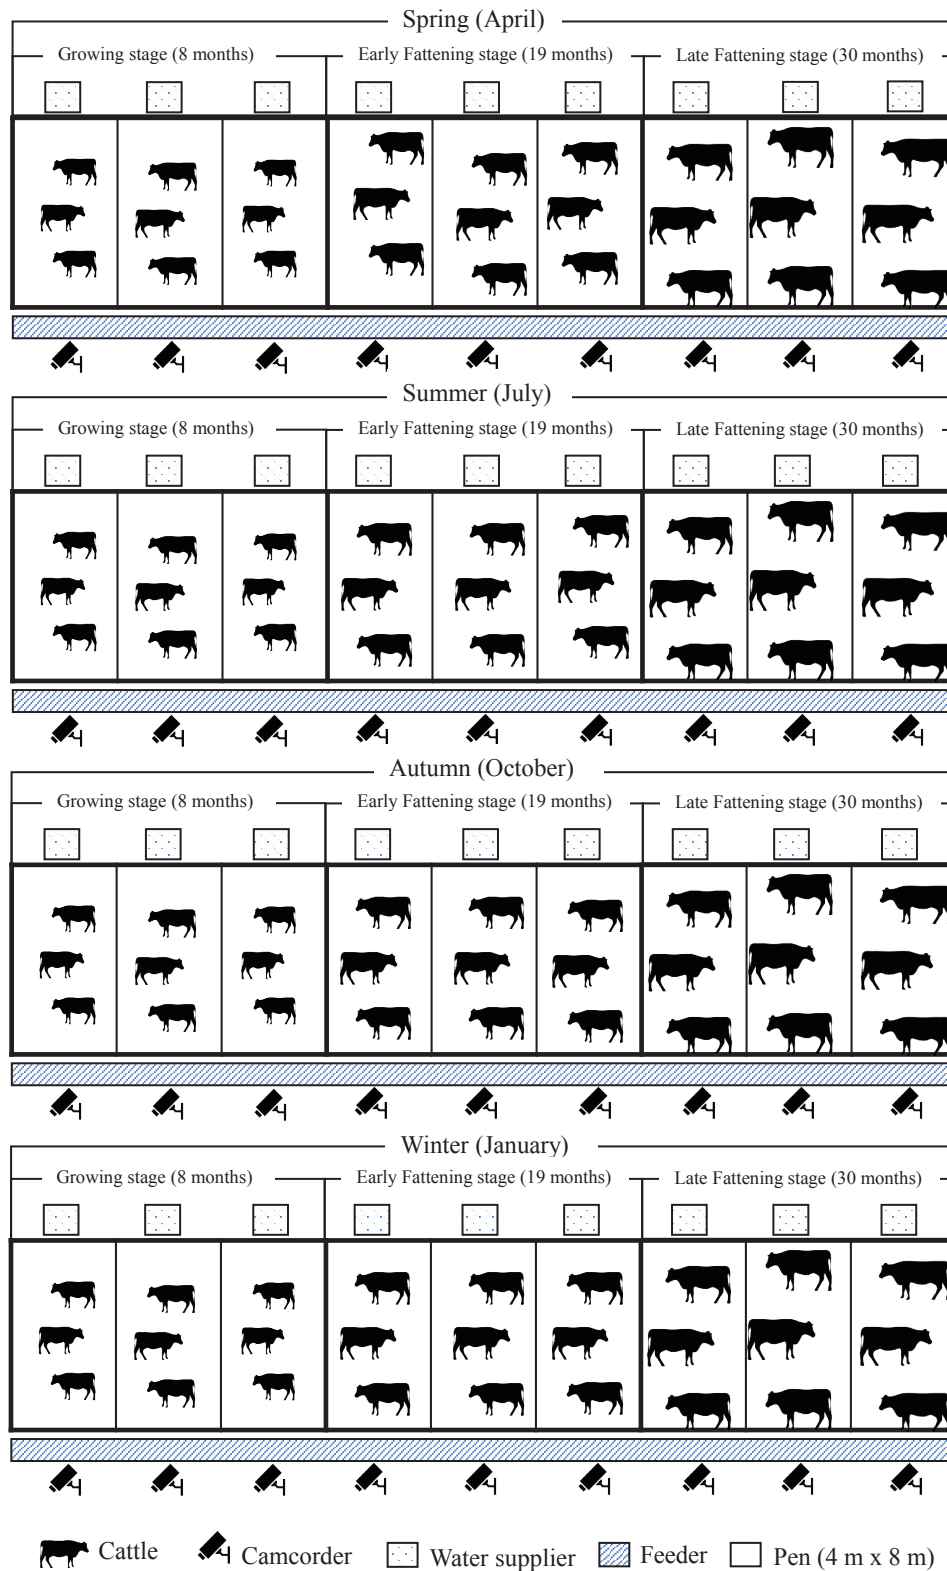 Spring (April)
Growing stage (8 months)
Early Fattening stage (19 months)
Late Fattening stage (30 months)
Summer (July)
Growing stage (8 months)
Early Fattening stage (19 months)
Late Fattening stage (30 months)
Autumn (October)
Growing stage (8 months)
Early Fattening stage (19 months)
Late Fattening stage (30 months)
Winter (January)
Growing stage (8 months)
Early Fattening stage (19 months)
Late Fattening stage (30 months)
Cattle
Camcorder
Water supplier
Feeder
Pen (4 m x 8 m)